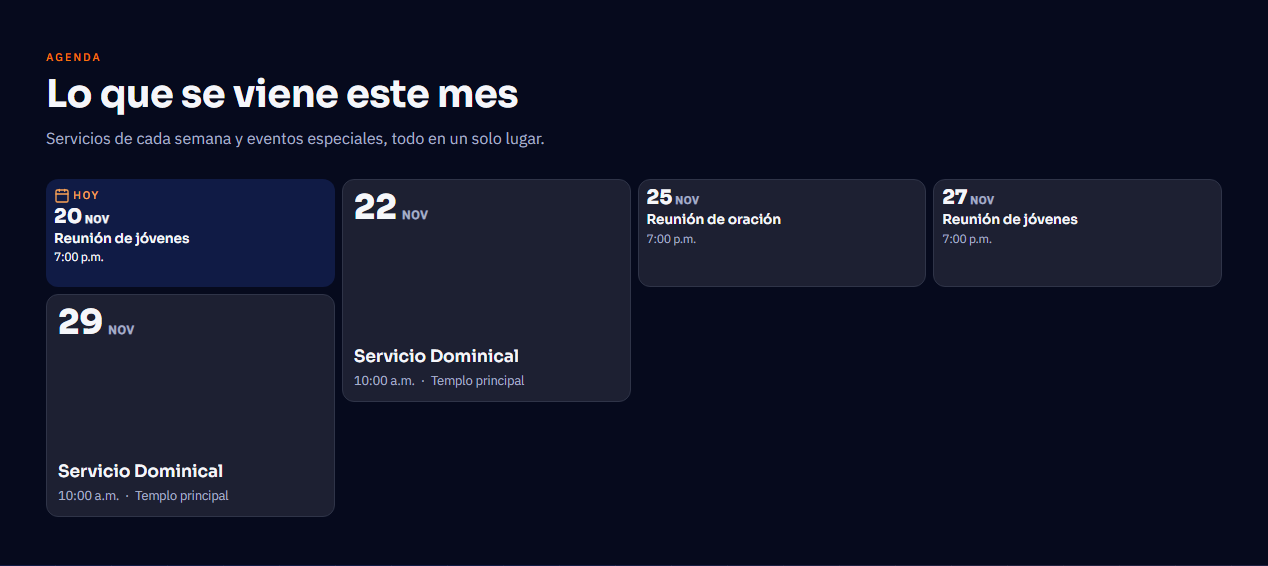 AGENDA
Lo que se viene este mes
Servicios de cada semana y eventos especiales, todo en un solo lugar.
HOY
20 NOV
Reunión de jóvenes
7:00 p.m.
22 NOV
Servicio Dominical
10:00 a.m. · Templo principal
25 NOV
Reunión de oración
7:00 p.m.
27 NOV
Reunión de jóvenes
7:00 p.m.
29 NOV
Servicio Dominical
10:00 a.m. · Templo principal